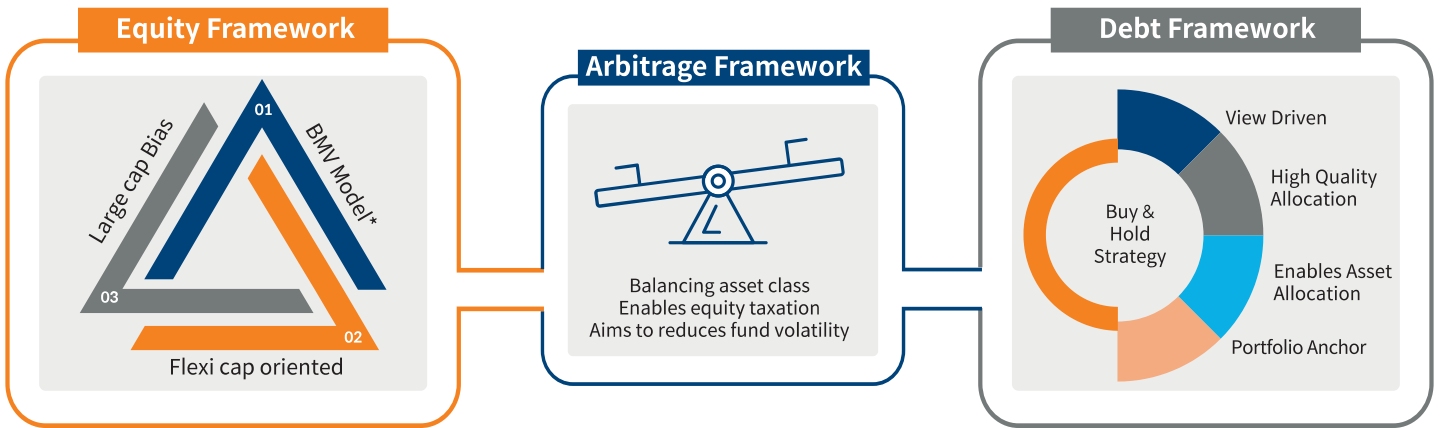 Equity Framework
01
BMV Model*
Large cap Bias
03
02
Flexi cap oriented
Arbitrage Framework
Balancing asset class
Enables equity taxation
Aims to reduces fund volatility
Debt Framework
View Driven
High Quality
Allocation
Buy &
Hold
Strategy
Enables Asset
Allocation
Portfolio Anchor